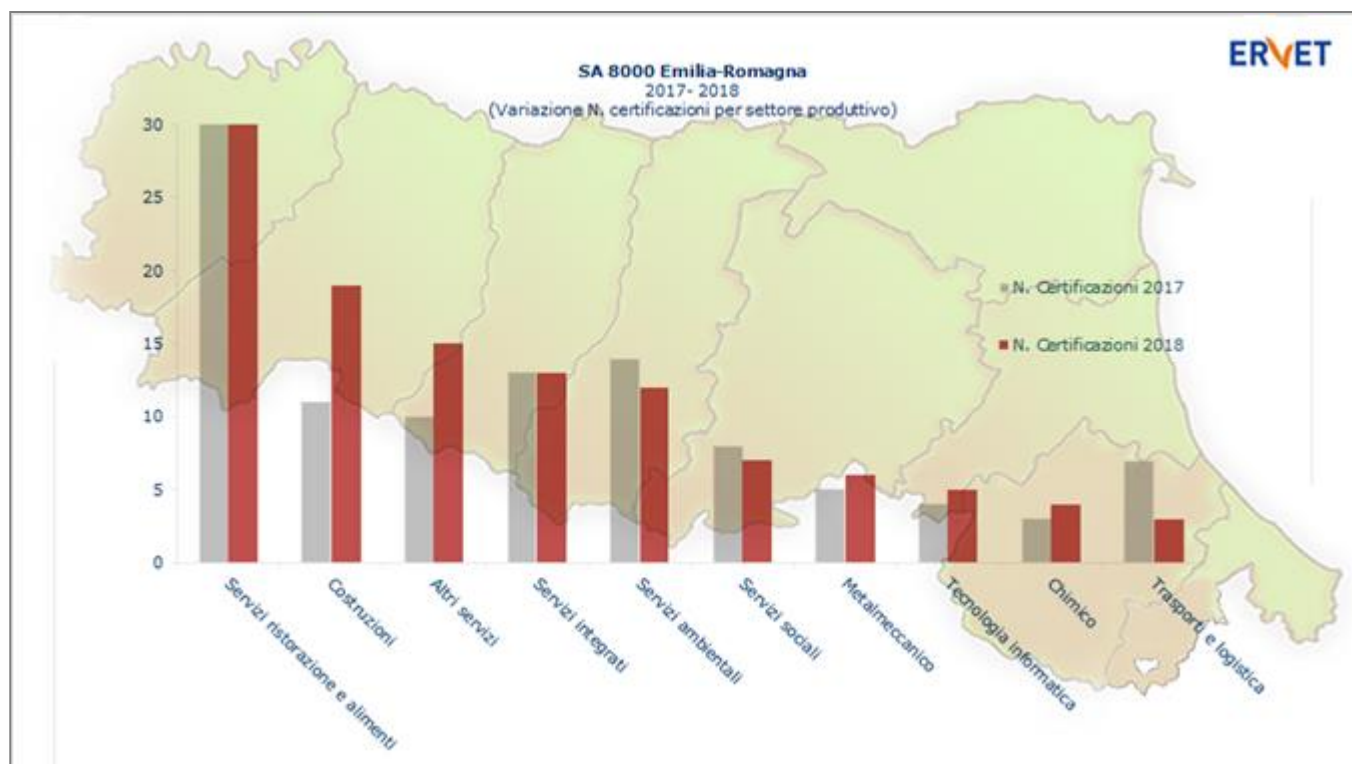 ERVET
SA 8000 Emilia-Romagna
2017- 2018
(Variazione N. certificazioni per settore produttivo)
30
25
20
15
10
5
0
N. Certificazioni 2017
N. Certificazioni 2018
Servizi ristorazione e alimenti
Costruzioni
Altri servizi
Servizi integrati
Servizi ambientali
Servizi sociali
Metalmeccanico
Tecnologia informatica
Chimico
Trasporti e logistica